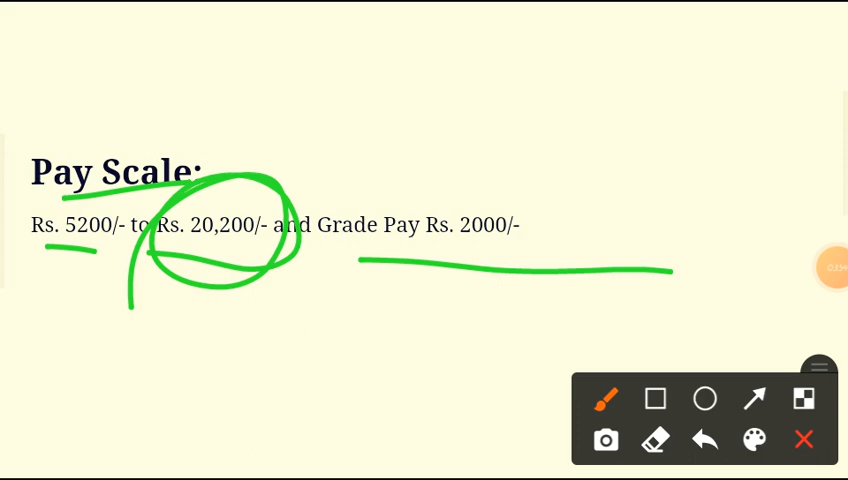 Pay Scale:
Rs. 5200/- to Rs. 20,200/- and Grade Pay Rs. 2000/-